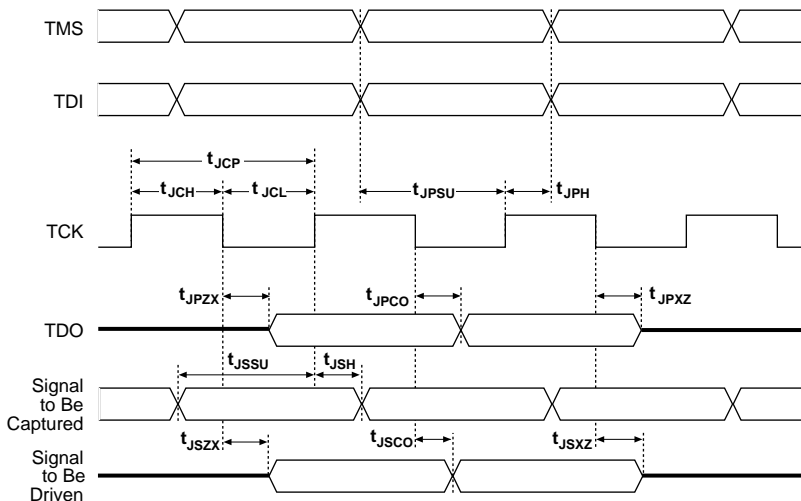 TMS
TDI
tJCP
tJCH
tJCL
tJPSU
tJPH
TCK
tJPZX
tJPCO
tJPXZ
TDO
tJSSU
tJSH
Signal
to Be
Captured
tJSZX
tJSCO
tJSXZ
Signal
to Be
Driven